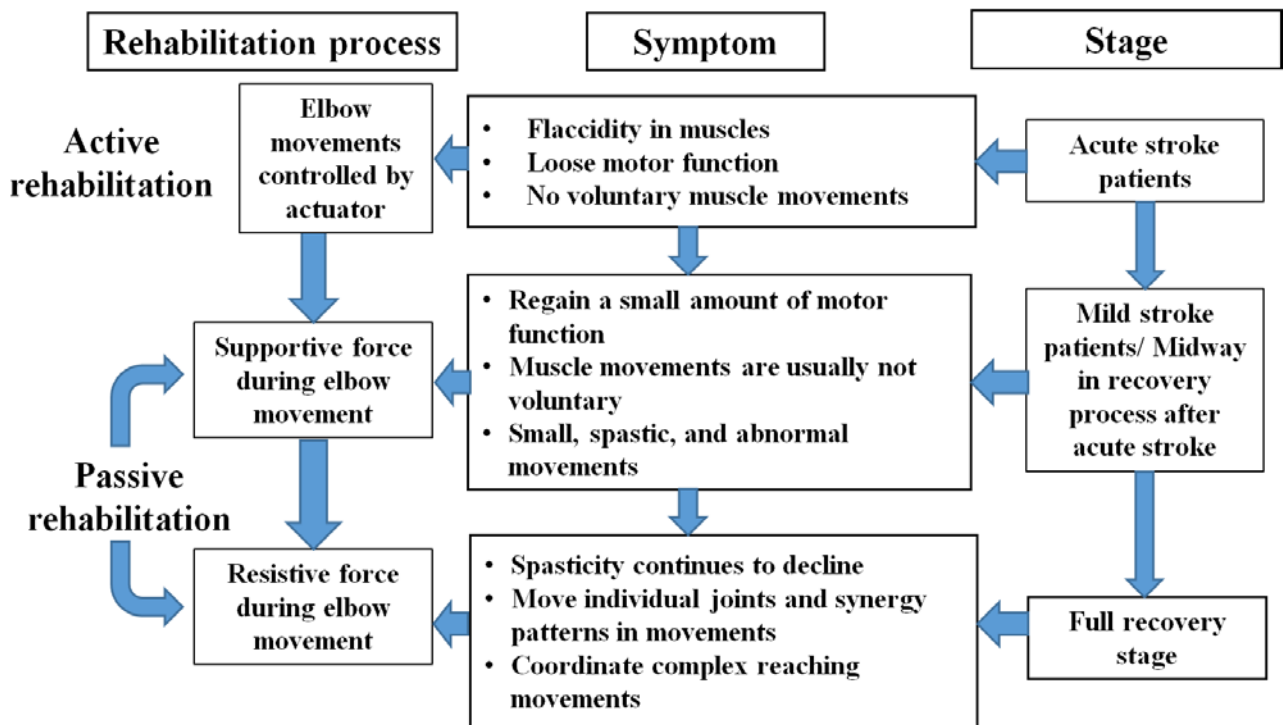 Rehabilitation process
Symptom
Stage
Active
rehabilitation
Elbow
movements
controlled by
actuator
• Flaccidity in muscles
• Loose motor function
• No voluntary muscle movements
Acute stroke
patients
Supportive force
during elbow
movement
• Regain a small amount of motor
function
• Muscle movements are usually not
voluntary
• Small, spastic, and abnormal
movements
Mild stroke
patients/ Midway
in recovery
process after
acute stroke
Passive
rehabilitation
Resistive force
during elbow
movement
• Spasticity continues to decline
• Move individual joints and synergy
patterns in movements
• Coordinate complex reaching
movements
Full recovery
stage